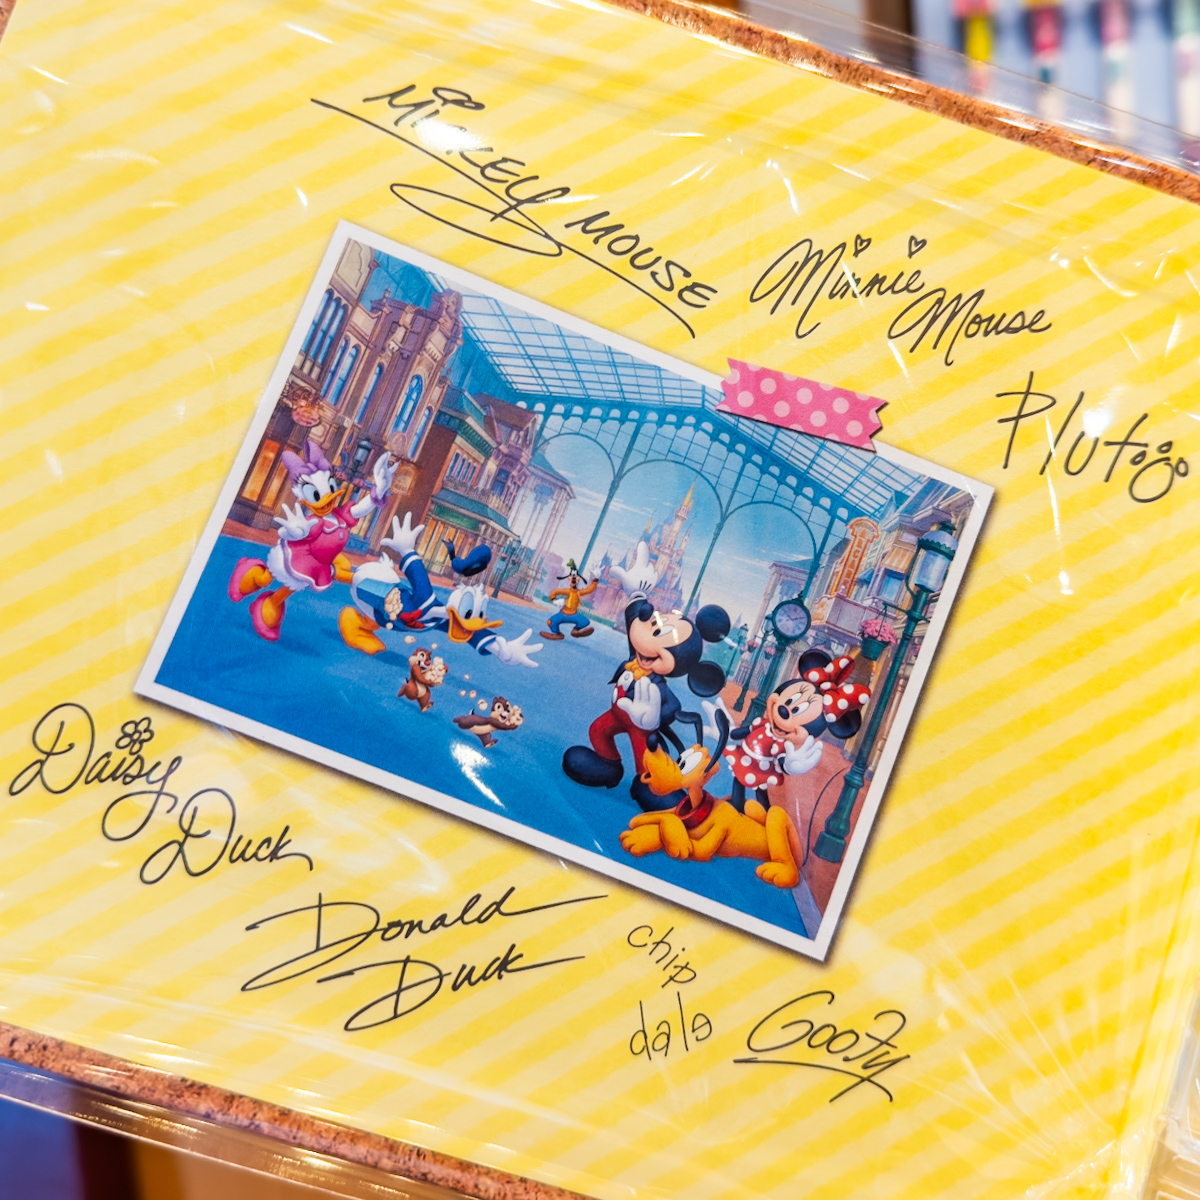 MICKEY MOUSE
Minnie
Mouse
Pluto
Daisy
Duck
Donald
Duck
chip
dale
GOOFy